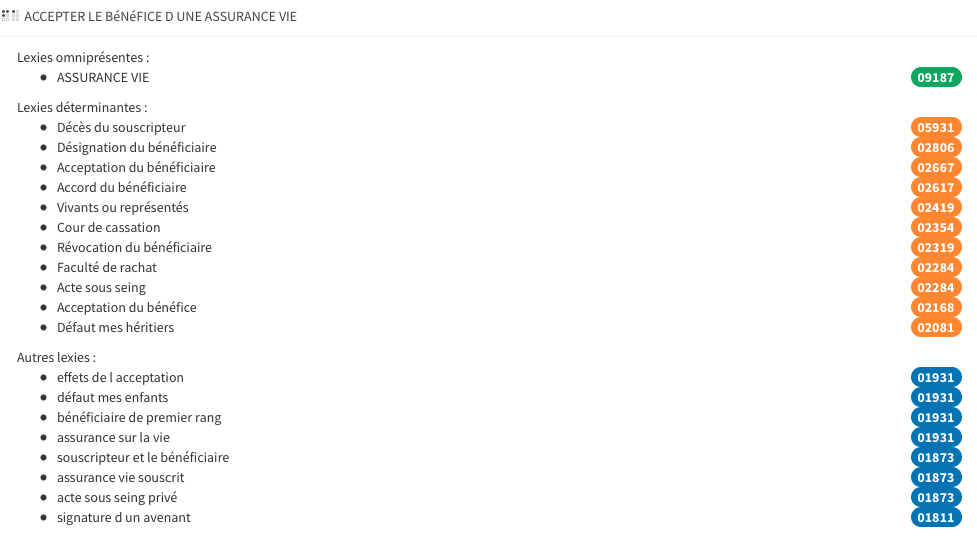 ACCEPTER LE BéNéFICE D UNE ASSURANCE VIE
Lexies omniprésentes :
ASSURANCE VIE 09187
Lexies déterminantes :
Décès du souscripteur 05931
Désignation du bénéficiaire 02806
Acceptation du bénéficiaire 02667
Accord du bénéficiaire 02617
Vivants ou représentés 02419
Cour de cassation 02354
Révocation du bénéficiaire 02319
Faculté de rachat 02284
Acte sous seing 02284
Acceptation du bénéfice 02168
Défaut mes héritiers 02081
Autres lexies :
effets de l acceptation 01931
défaut mes enfants 01931
bénéficiaire de premier rang 01931
assurance sur la vie 01931
souscripteur et le bénéficiaire 01873
assurance vie souscrit 01873
acte sous seing privé 01873
signature d un avenant 01811